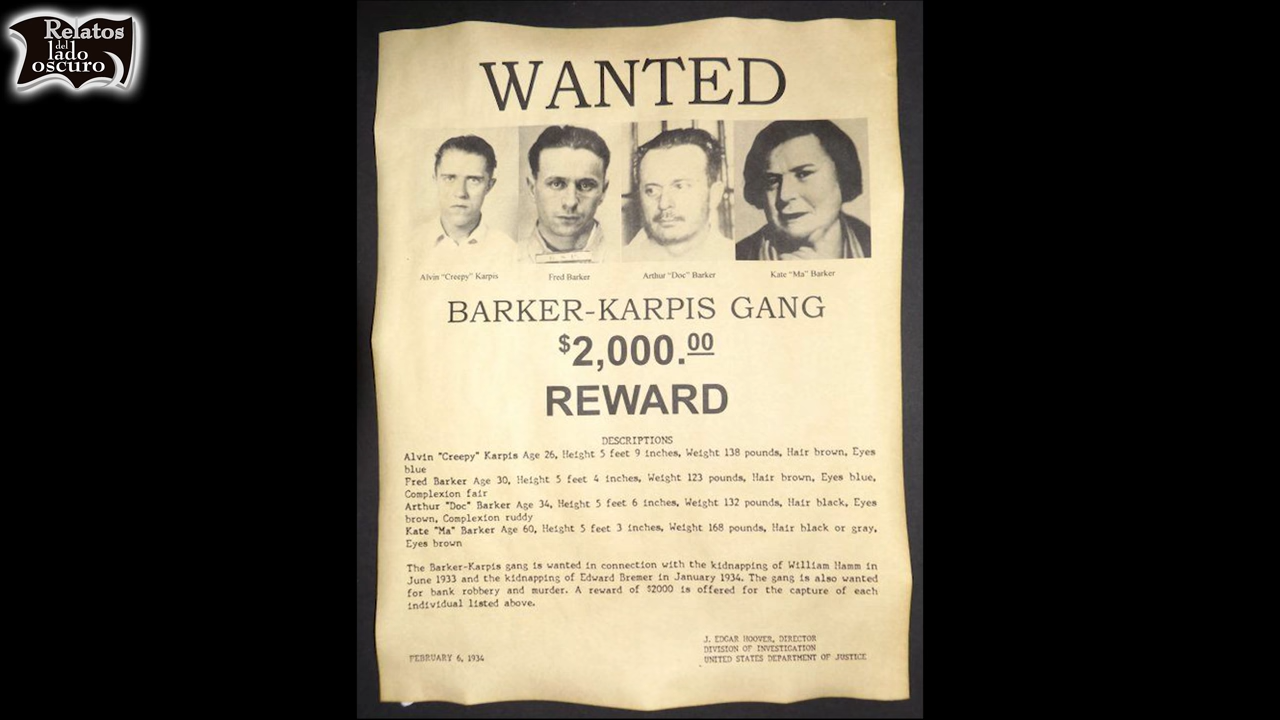 Relatos
del
lado
oscuro
WANTED
Alvin "Creepy" Karpis
Fred Barker
Arthur "Doc" Barker
Kate "Ma" Barker
BARKER-KARPIS GANG
$2,000.00
REWARD
DESCRIPTIONS
Alvin "Creepy" Karpis Age 26, Height 5 feet 9 inches, Weight 138 pounds, Hair brown, Eyes
blue
Fred Barker Age 30, Height 5 feet 4 inches, Weight 123 pounds, Hair brown, Eyes blue,
Complexion fair
Arthur "Doc" Barker Age 34, Height 5 feet 6 inches, Weight 132 pounds, Hair black, Eyes
brown, Complexion ruddy
Kate "Ma" Barker Age 60, Height 5 feet 3 inches, Weight 168 pounds, Hair black or gray,
Eyes brown
The Barker-Karpis gang is wanted in connection with the kidnapping of William Hamm in
June 1933 and the kidnapping of Edward Bremer in January 1934. The gang is also wanted
for bank robbery and murder. A reward of $2000 is offered for the capture of each
individual listed above.
J. EDGAR HOOVER, DIRECTOR
DIVISION OF INVESTIGATION
FEBRUARY 6, 1934
UNITED STATES DEPARTMENT OF JUSTICE